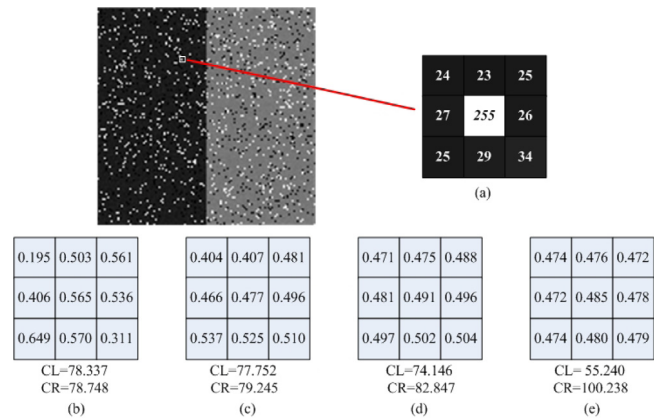 24 23 25
27 255 26
25 29 34
(a)
0.195 0.503 0.561
0.406 0.565 0.536
0.649 0.570 0.311
CL=78.337
CR=78.748
(b)
0.404 0.407 0.481
0.466 0.477 0.496
0.537 0.525 0.510
CL=77.752
CR=79.245
(c)
0.471 0.475 0.488
0.481 0.491 0.496
0.497 0.502 0.504
CL=74.146
CR=82.847
(d)
0.474 0.476 0.472
0.472 0.485 0.478
0.474 0.480 0.479
CL= 55.240
CR=100.238
(e)